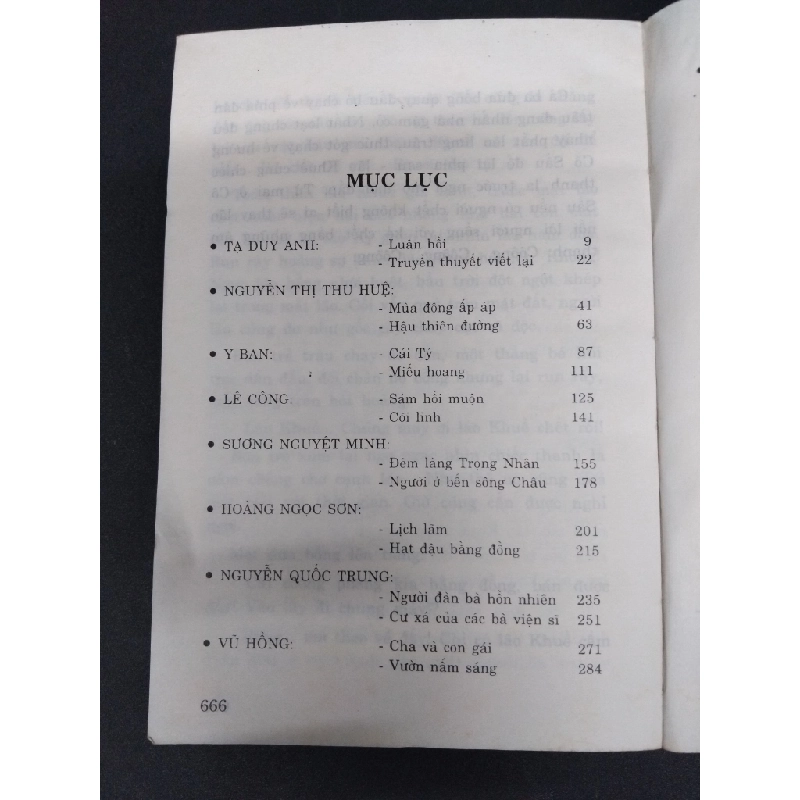 MỤC LỤC
• TẠ DUY ANH: - Luân hồi 9
- Truyền thuyết viết lại 22
• NGUYỄN THỊ THU HUỆ:
- Mùa đông ấp áp 41
- Hậu thiên đường 63
• Y BAN: - Cái Tý 87
- Miếu hoang 111
• LÊ CÔNG: - Sám hối muộn 125
- Cõi lính 141
• SƯƠNG NGUYỆT MINH:
- Đêm làng Trọng Nhân 155
- Người ở bến sông Châu 178
• HOÀNG NGỌC SƠN:
- Lịch lãm 201
- Hạt đậu bằng đồng 215
• NGUYỄN QUỐC TRUNG:
- Người đàn bà hồn nhiên 235
- Cư xá của các bà viện sĩ 251
• VŨ HỒNG: - Cha và con gái 271
- Vườn nấm sáng 284
666